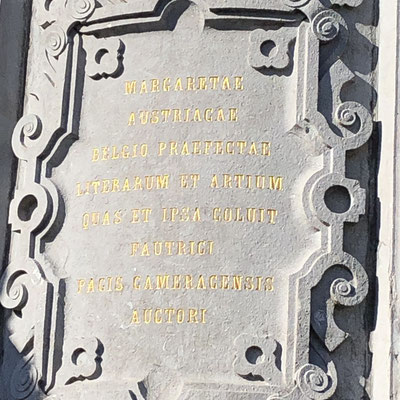 MARGARETAE
AUSTRIACAE
BELGIO PRAEFECTAE
LITERARUM ET ARTIUM
QUAS ET IPSA COLUIT
FAUTRICI
PACIS CAMERACENSIS
AUCTORI